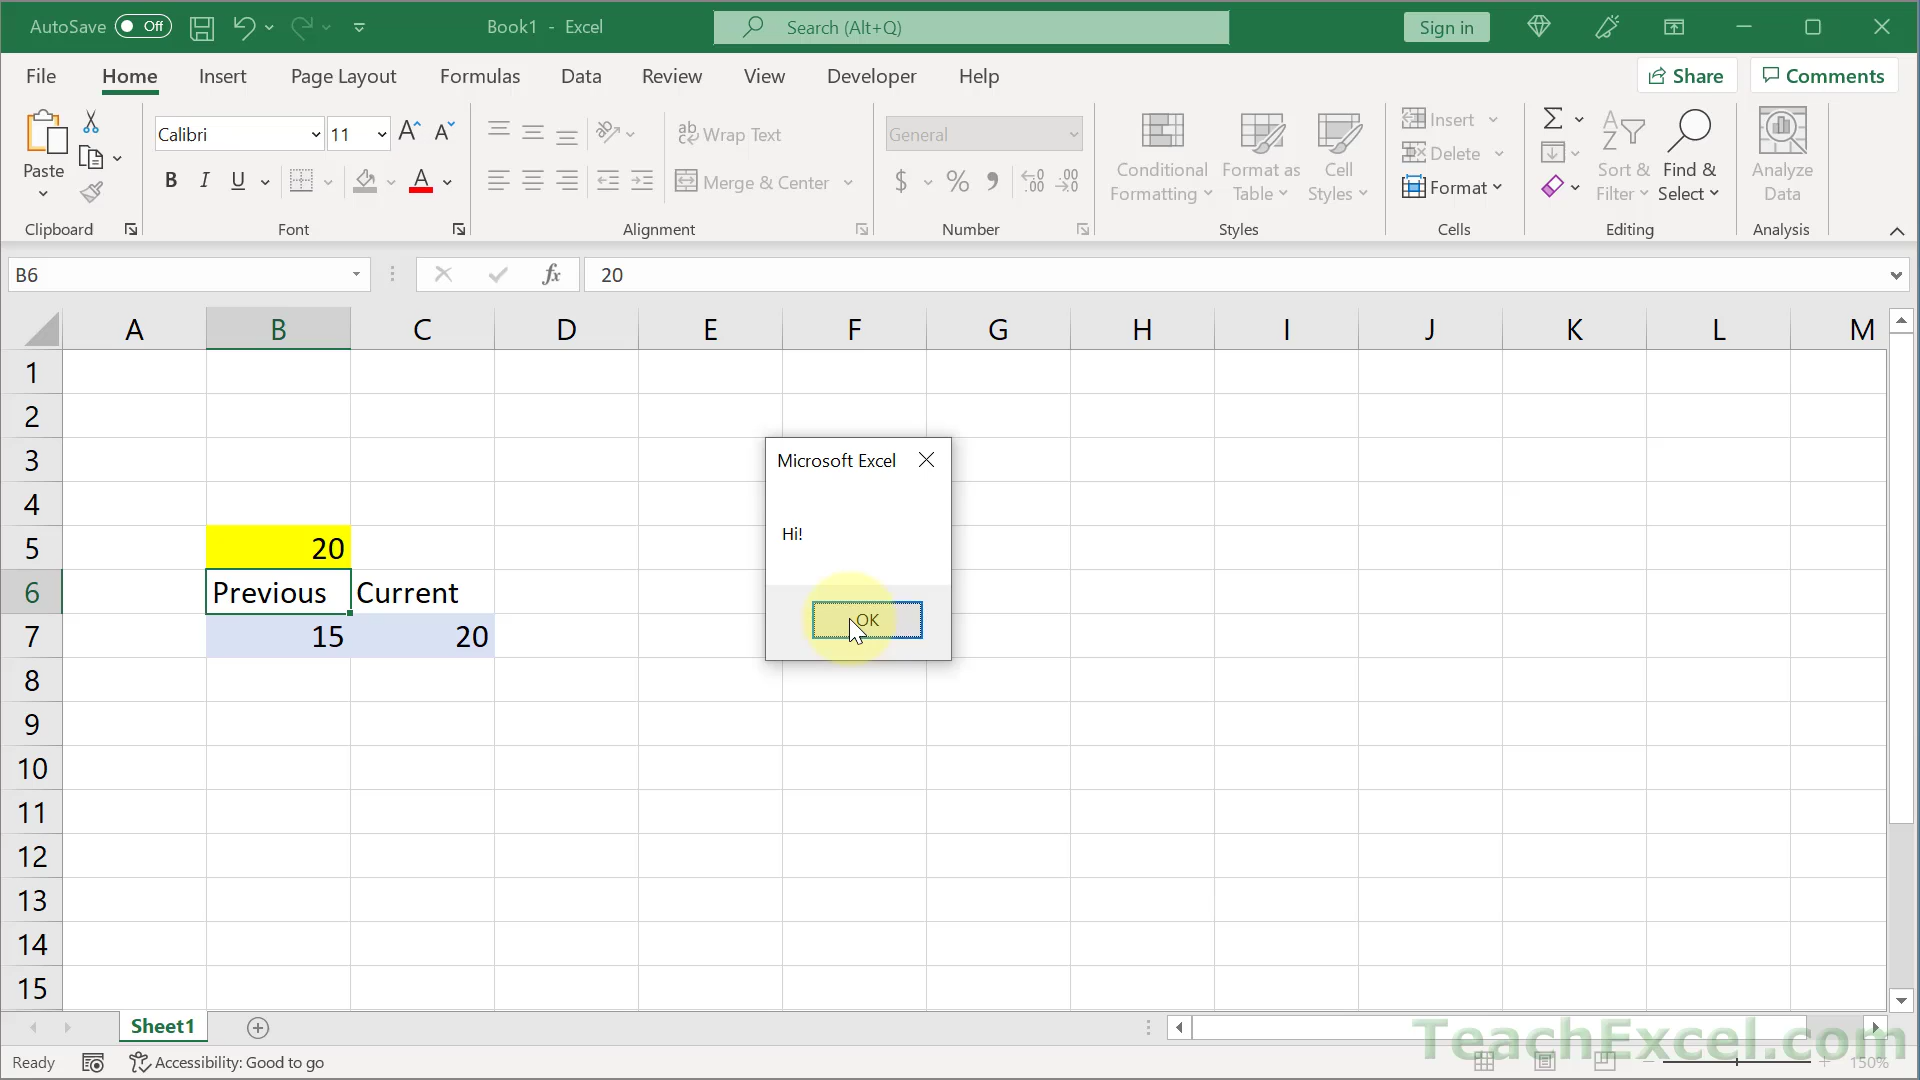 AutoSave Off Book1 - Excel Search (Alt+Q) Sign in
File Home Insert Page Layout Formulas Data Review View Developer Help Share Comments
Calibri 11 ab Wrap Text General Insert
Delete
Paste Conditional Format as Cell Sort & Find & Analyze
B I U A Merge & Center $ % Format
Formatting Table Styles Filter Select Data
Clipboard Font Alignment Number Styles Cells Editing Analysis
B6 fx 20
A B C D E F G H I J K L M
1
2
3
Microsoft Excel
4
Hi!
5 20
6 Previous Current
OK
7 15 20
8
9
10
11
12
13
14
15
Sheet1
TeachExcel.com
Ready Accessibility: Good to go 150%